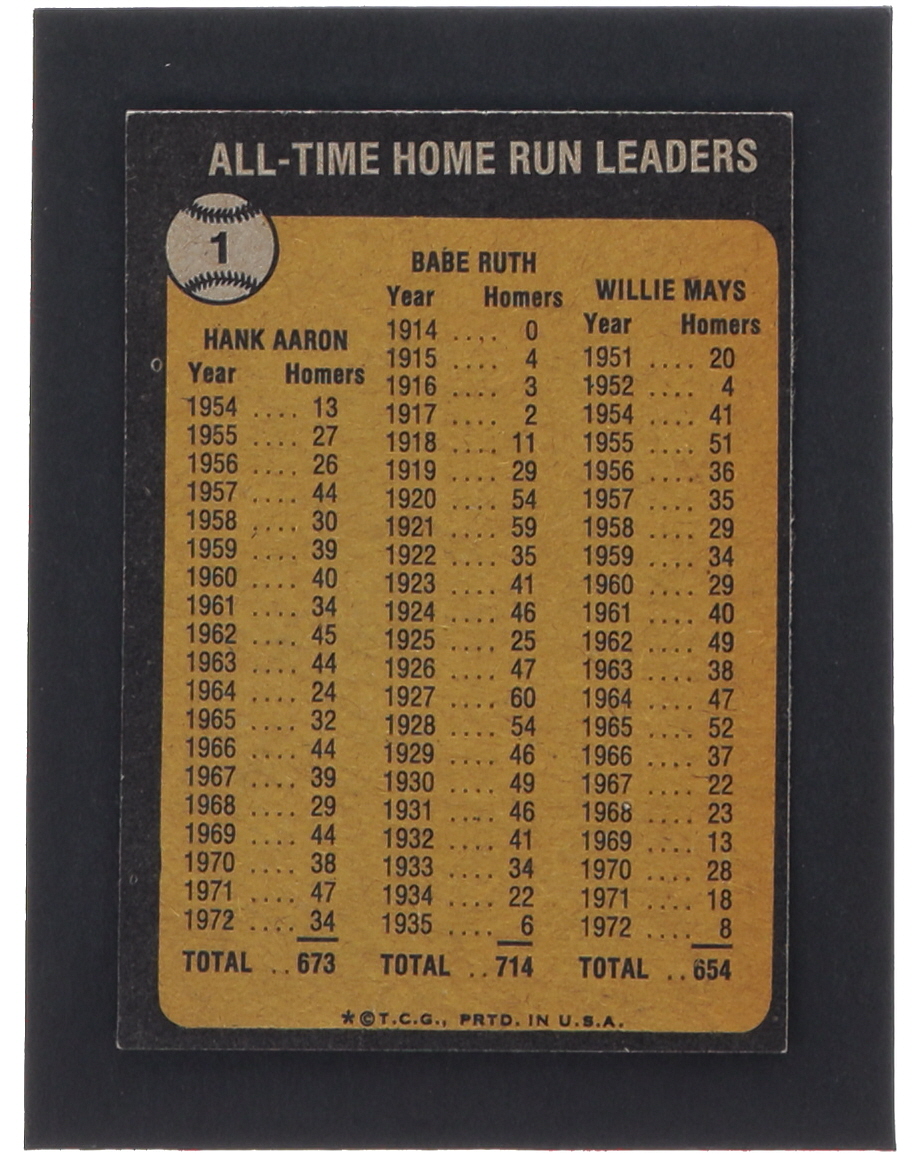 ALL-TIME HOME RUN LEADERS
1
HANK AARON
Year Homers
1954 .... 13
1955 .... 27
1956 .... 26
1957 .... 44
1958 .... 30
1959 .... 39
1960 .... 40
1961 .... 34
1962 .... 45
1963 .... 44
1964 .... 24
1965 .... 32
1966 .... 44
1967 .... 39
1968 .... 29
1969 .... 44
1970 .... 38
1971 .... 47
1972 .... 34
TOTAL .. 673
BABE RUTH
Year Homers
1914 .... 0
1915 .... 4
1916 .... 3
1917 .... 2
1918 .... 11
1919 .... 29
1920 .... 54
1921 .... 59
1922 .... 35
1923 .... 41
1924 .... 46
1925 .... 25
1926 .... 47
1927 .... 60
1928 .... 54
1929 .... 46
1930 .... 49
1931 .... 46
1932 .... 41
1933 .... 34
1934 .... 22
1935 .... 6
TOTAL .. 714
WILLIE MAYS
Year Homers
1951 .... 20
1952 .... 4
1954 .... 41
1955 .... 51
1956 .... 36
1957 .... 35
1958 .... 29
1959 .... 34
1960 .... 29
1961 .... 40
1962 .... 49
1963 .... 38
1964 .... 47
1965 .... 52
1966 .... 37
1967 .... 22
1968 .... 23
1969 .... 13
1970 .... 28
1971 .... 18
1972 .... 8
TOTAL .. 654
*©T.C.G., PRTD. IN U.S.A.